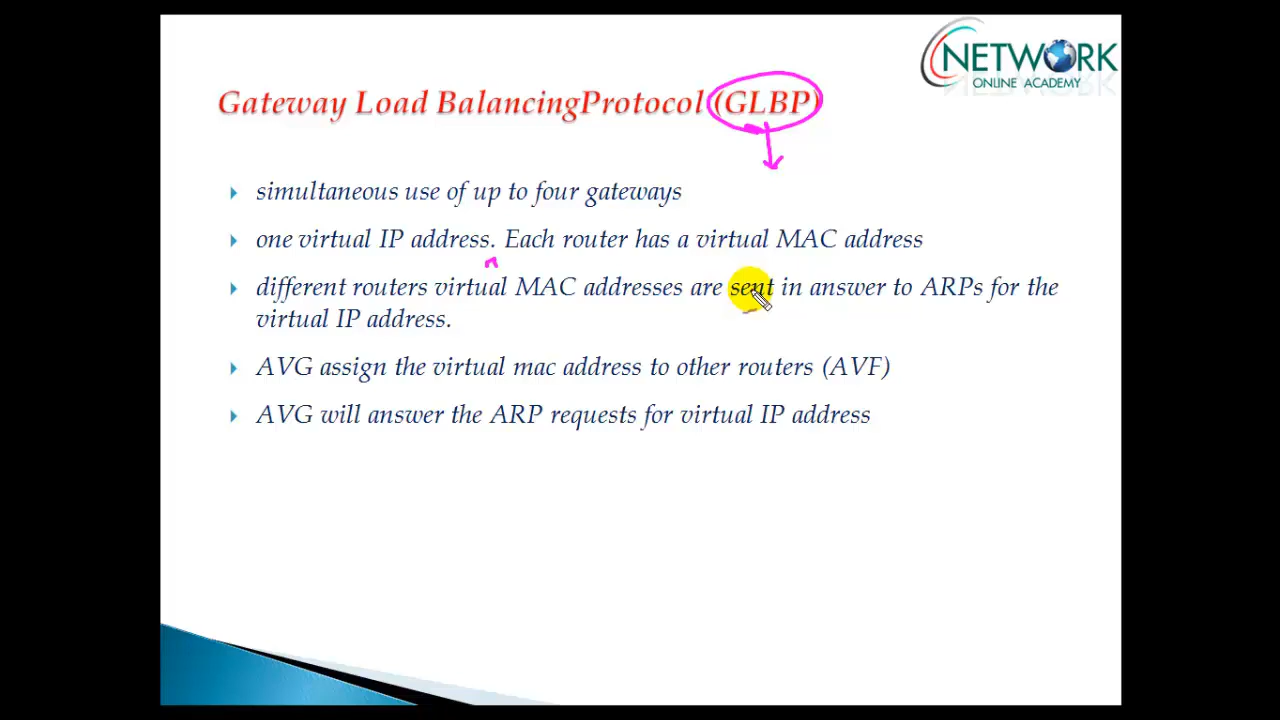 NETWORK
ONLINE ACADEMY
Gateway Load BalancingProtocol (GLBP)
simultaneous use of up to four gateways
one virtual IP address. Each router has a virtual MAC address
different routers virtual MAC addresses are sent in answer to ARPs for the
virtual IP address.
AVG assign the virtual mac address to other routers (AVF)
AVG will answer the ARP requests for virtual IP address